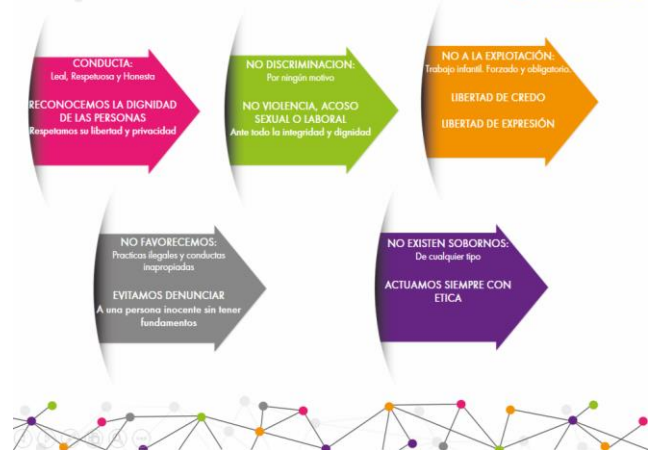 CONDUCTA:
Leal, Respetuosa y Honesta
RECONOCEMOS LA DIGNIDAD
DE LAS PERSONAS
Respetamos su libertad y privacidad
NO DISCRIMINACION:
Por ningún motivo
NO VIOLENCIA, ACOSO
SEXUAL O LABORAL
Ante todo la integridad y dignidad
NO A LA EXPLOTACIÓN:
Trabajo infantil. Forzado y obligatorio.
LIBERTAD DE CREDO
LIBERTAD DE EXPRESIÓN
NO FAVORECEMOS:
Practicas ilegales y conductas
inapropiadas
EVITAMOS DENUNCIAR
A una persona inocente sin tener
fundamentos
NO EXISTEN SOBORNOS:
De cualquier tipo
ACTUAMOS SIEMPRE CON
ETICA